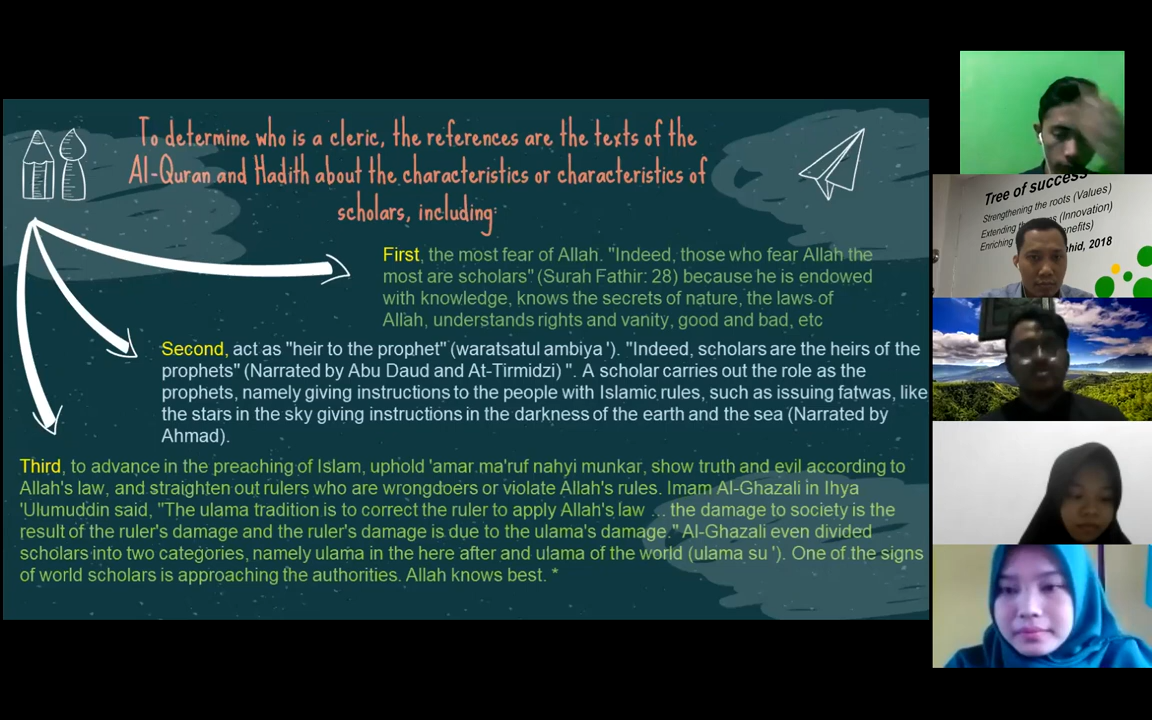 To determine who is a cleric, the references are the texts of the
Al-Quran and Hadith about the characteristics or characteristics of
scholars, including:
First, the most fear of Allah. "Indeed, those who fear Allah the
most are scholars" (Surah Fathir: 28) because he is endowed
with knowledge, knows the secrets of nature, the laws of
Allah, understands rights and vanity, good and bad, etc
Second, act as "heir to the prophet" (waratsatul ambiya '). "Indeed, scholars are the heirs of the
prophets" (Narrated by Abu Daud and At-Tirmidzi) ". A scholar carries out the role as the
prophets, namely giving instructions to the people with Islamic rules, such as issuing fatwas, like
the stars in the sky giving instructions in the darkness of the earth and the sea (Narrated by
Ahmad).
Third, to advance in the preaching of Islam, uphold 'amar ma'ruf nahyi munkar, show truth and evil according to
Allah's law, and straighten out rulers who are wrongdoers or violate Allah's rules. Imam Al-Ghazali in Ihya
'Ulumuddin said, "The ulama tradition is to correct the ruler to apply Allah's law ... the damage to society is the
result of the ruler's damage and the ruler's damage is due to the ulama's damage." Al-Ghazali even divided
scholars into two categories, namely ulama in the here after and ulama of the world (ulama su '). One of the signs
of world scholars is approaching the authorities. Allah knows best. *
Tree of success
Strengthening the roots (Values)
Extending (Innovation)
Enriching
2018